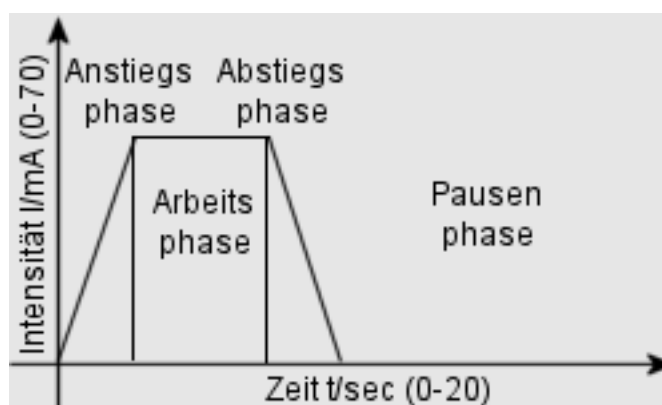 Intensität I/mA (0-70)
Anstiegs
phase
Abstiegs
phase
Arbeits
phase
Pausen
phase
Zeit t/sec (0-20)